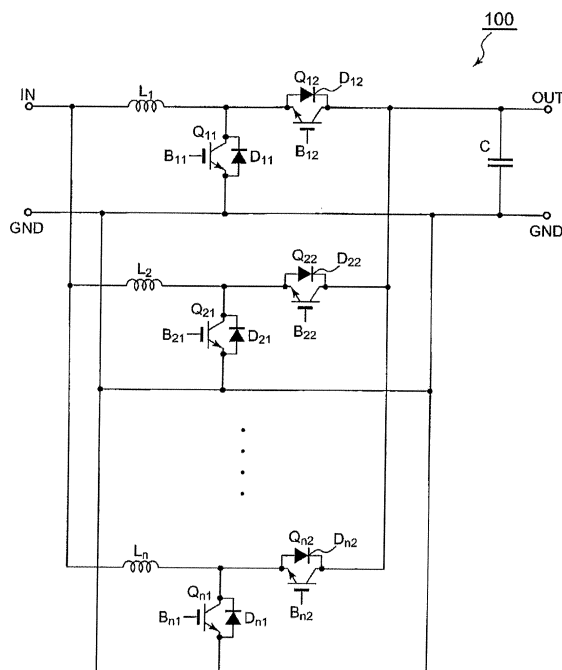 100
IN
L1
Q12
D12
OUT
Q11
B11
D11
B12
C
GND
GND
L2
Q22
D22
Q21
B21
D21
B22
Ln
Qn2
Dn2
Qn1
Bn1
Dn1
Bn2